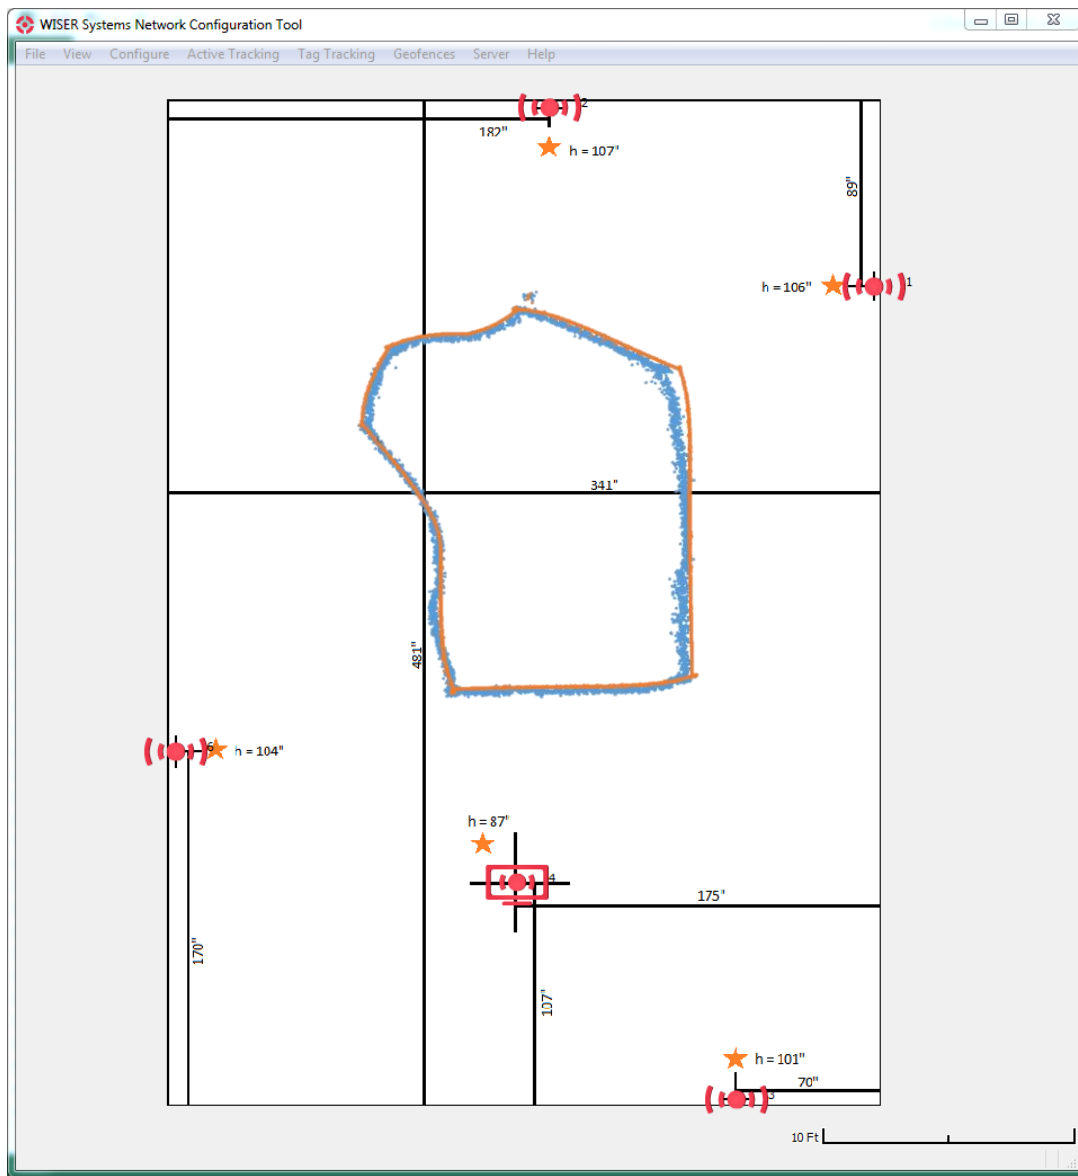 WISER Systems Network Configuration Tool
File View Configure Active Tracking Tag Tracking Geofences Server Help
2
182"
h = 107"
89"
h = 106"
1
341"
481"
6
h = 104"
h = 87"
4
175"
170"
107"
h = 101"
70"
3
10 Ft